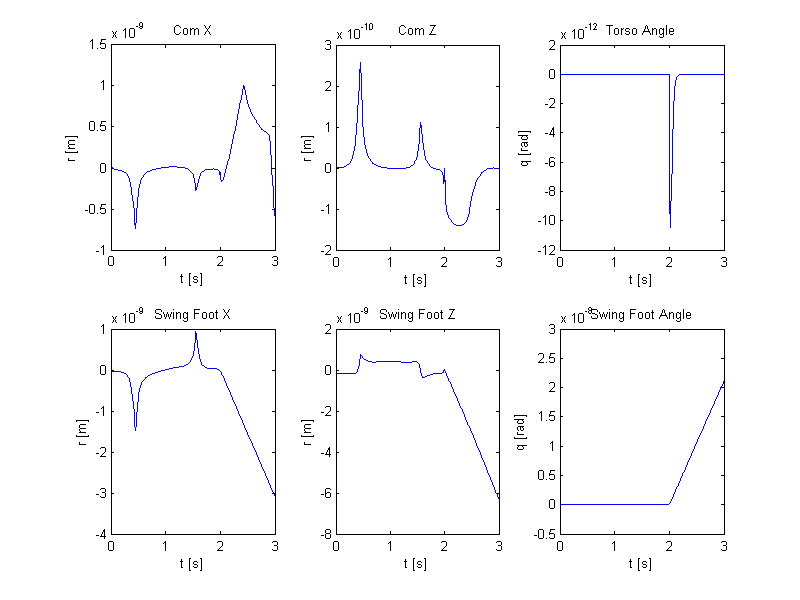 Com X
x 10^-9
1.5
1
0.5
0
-0.5
-1
r [m]
0 1 2 3
t [s]
Com Z
x 10^-10
3
2
1
0
-1
-2
r [m]
0 1 2 3
t [s]
Torso Angle
x 10^-12
2
0
-2
-4
-6
-8
-10
-12
q [rad]
0 1 2 3
t [s]
Swing Foot X
x 10^-9
1
0
-1
-2
-3
-4
r [m]
0 1 2 3
t [s]
Swing Foot Z
x 10^-9
2
0
-2
-4
-6
-8
r [m]
0 1 2 3
t [s]
Swing Foot Angle
x 10^-8
3
2.5
2
1.5
1
0.5
0
-0.5
q [rad]
0 1 2 3
t [s]